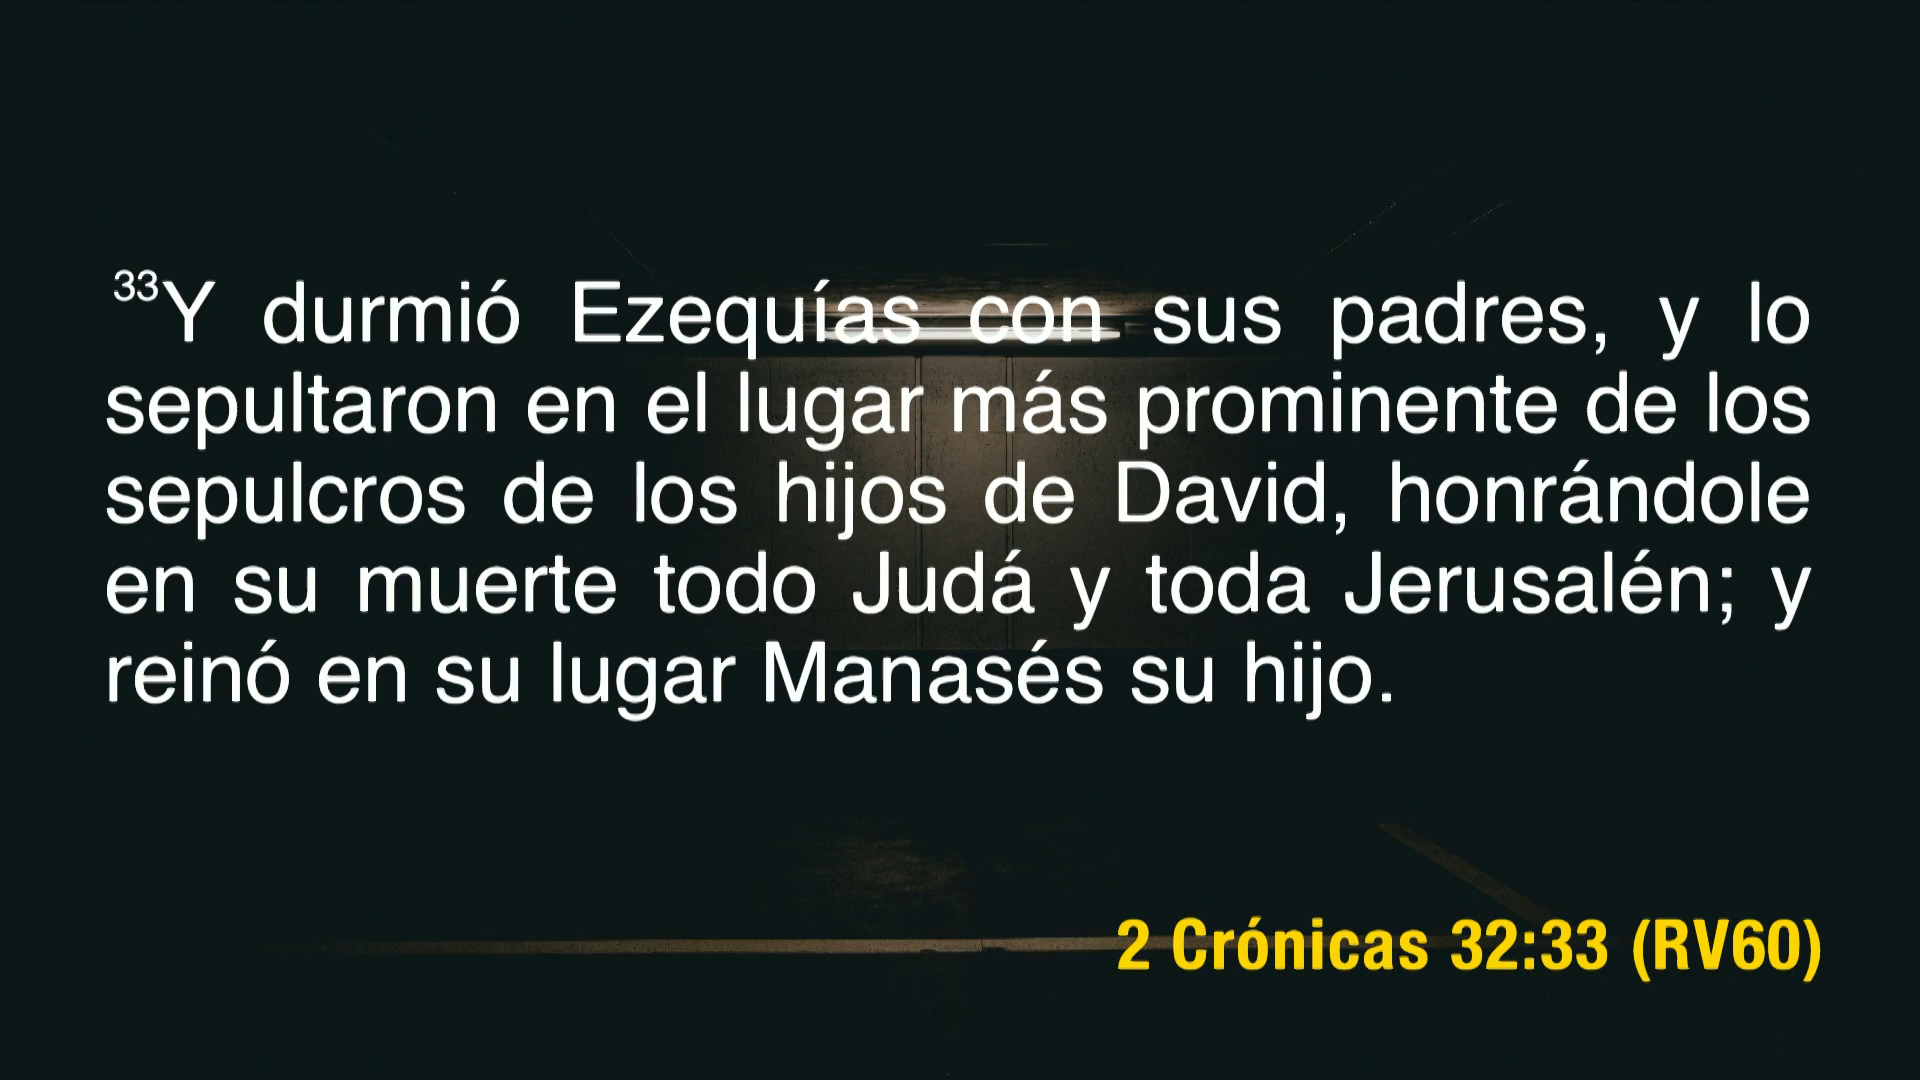 33Y durmió Ezequías con sus padres, y lo
sepultaron en el lugar más prominente de los
sepulcros de los hijos de David, honrándole
en su muerte todo Judá y toda Jerusalén; y
reinó en su lugar Manasés su hijo.
2 Crónicas 32:33 (RV60)